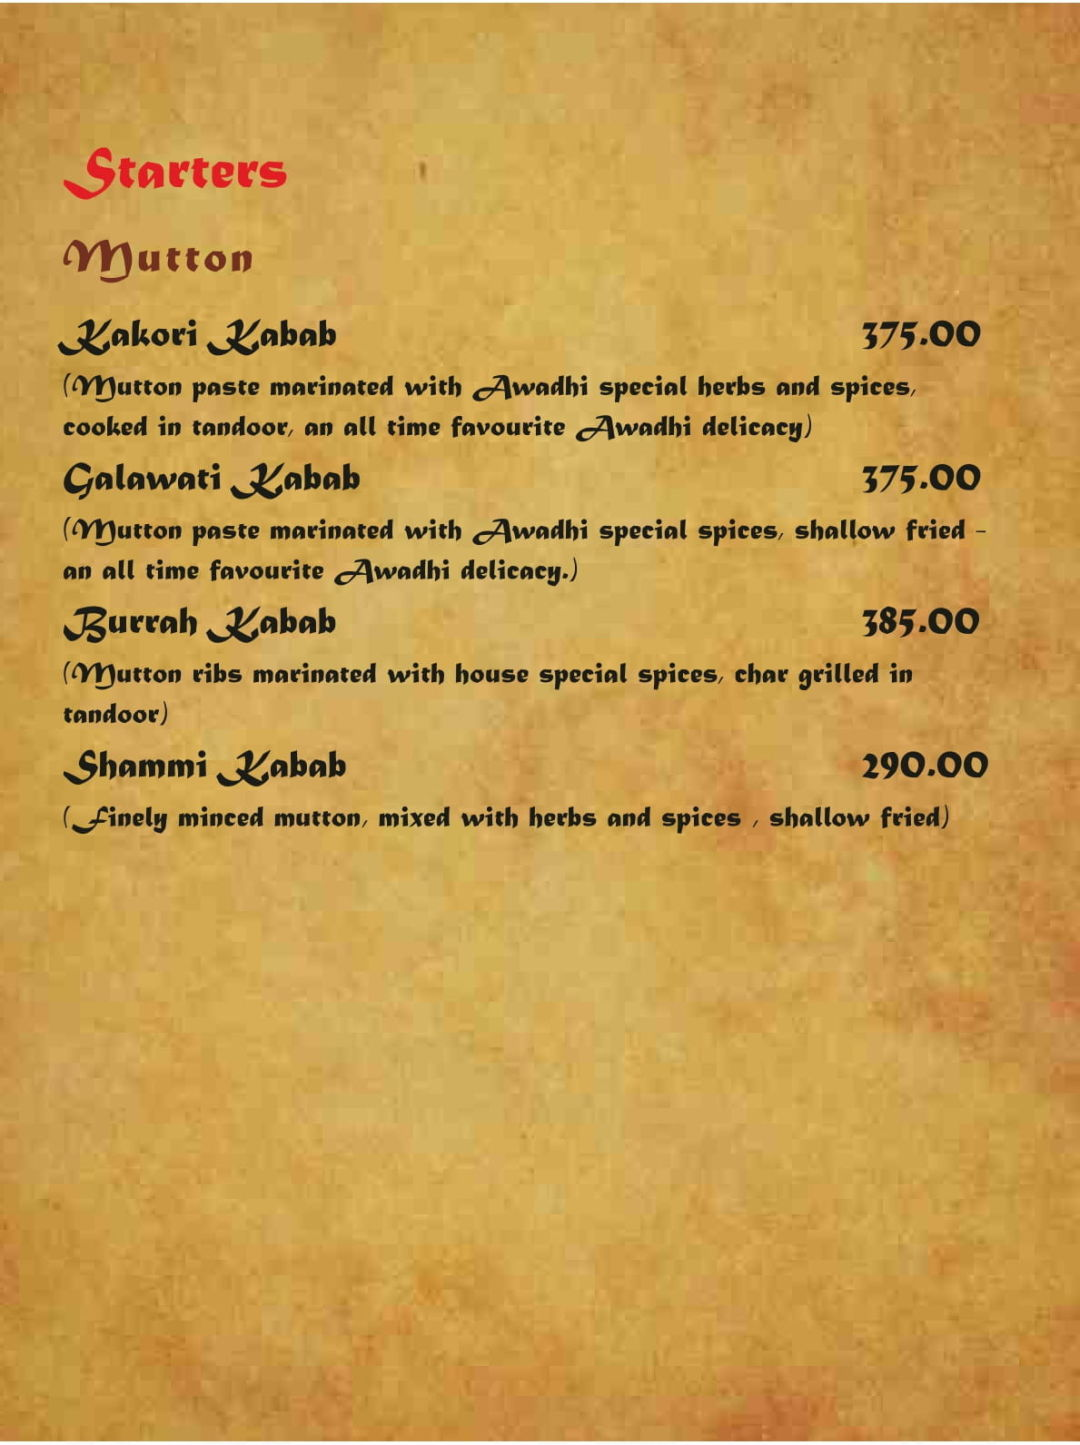 Starters
Mutton
Kakori Kabab 375.00
(Mutton paste marinated with Awadhi special herbs and spices,
cooked in tandoor, an all time favourite Awadhi delicacy)
Galawati Kabab 375.00
(Mutton paste marinated with Awadhi special spices, shallow fried -
an all time favourite Awadhi delicacy.)
Burrah Kabab 385.00
(Mutton ribs marinated with house special spices, char grilled in
tandoor)
Shammi Kabab 290.00
(Finely minced mutton, mixed with herbs and spices , shallow fried)